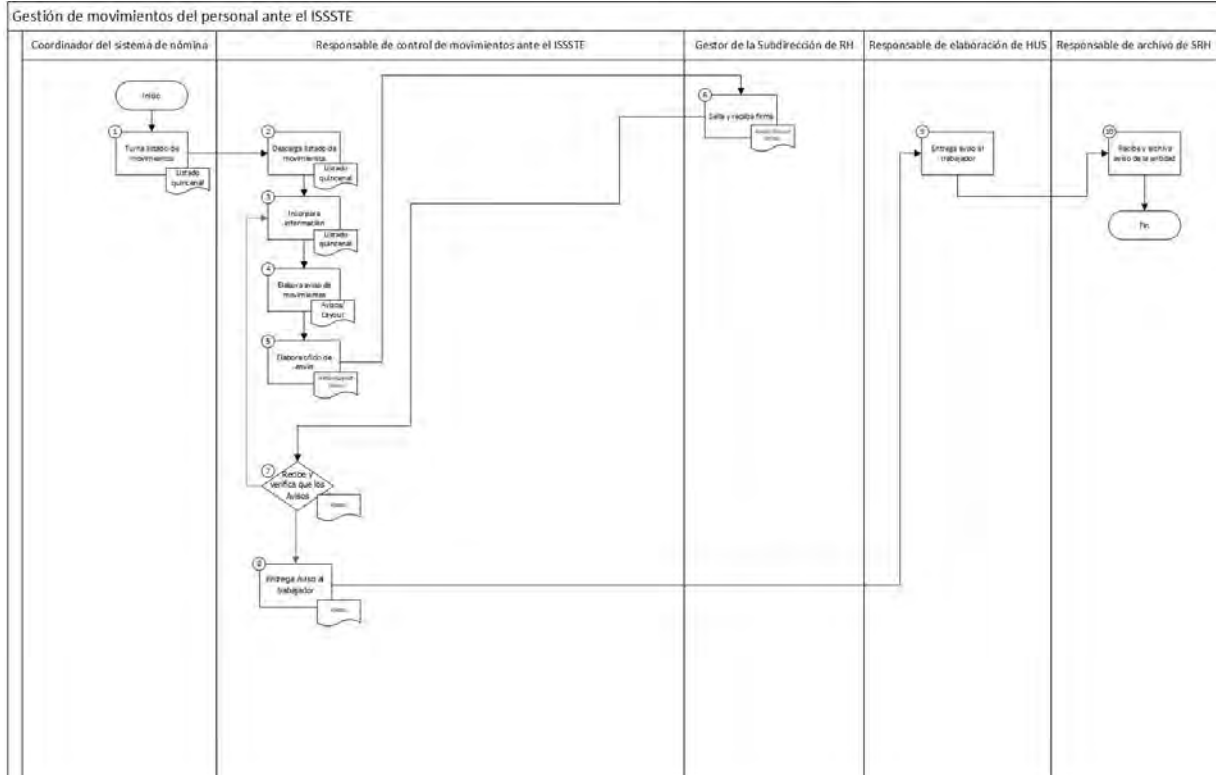 Gestión de movimientos del personal ante el ISSSTE
Coordinador del sistema de nómina
Responsable de control de movimientos ante el ISSSTE
Gestor de la Subdirección de RH
Responsable de elaboración de HUS
Responsable de archivo de SRH
Inicio
1
Turna listado de
movimientos
Listado
quincenal
2
Descarga listado de
movimientos
Listado
quincenal
3
Incorpora
información
Listado
quincenal
4
Elabora aviso de
movimientos
Avisos/
Layout
5
Elabora oficio de
envío
6
y recaba firma
7
Recibe y
verifica que los
Avisos
8
Entrega Aviso al
trabajador
9
Entrega aviso al
trabajador
10
Recibe y archiva
aviso de la entidad
Fin